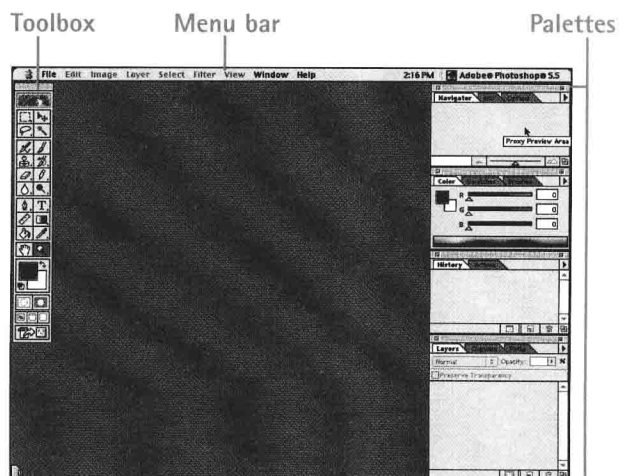 Toolbox Menu bar Palettes
File Edit Image Layer Select Filter View Window Help 2:16 PM Adobe® Photoshop® 5.5
Navigator
Proxy Preview Area
Color
R 0
G 0
B 0
T
History
Layers
Normal Opacity:
Preserve Transparency